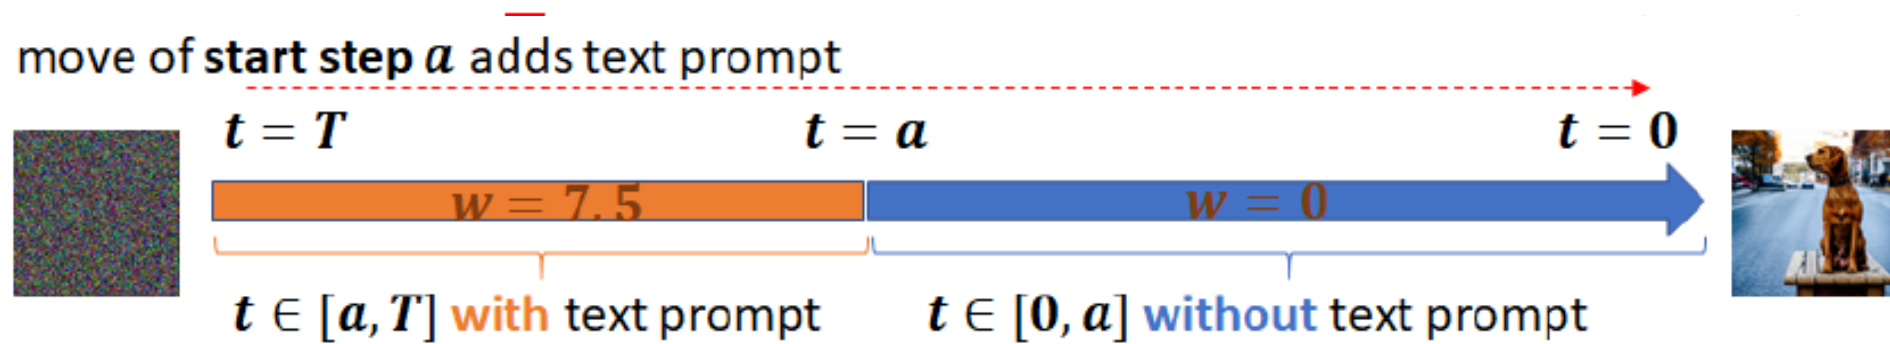 move of start step a adds text prompt
t = T t = a t = 0
w = 7.5 w = 0
t ∈ [a, T] with text prompt t ∈ [0, a] without text prompt